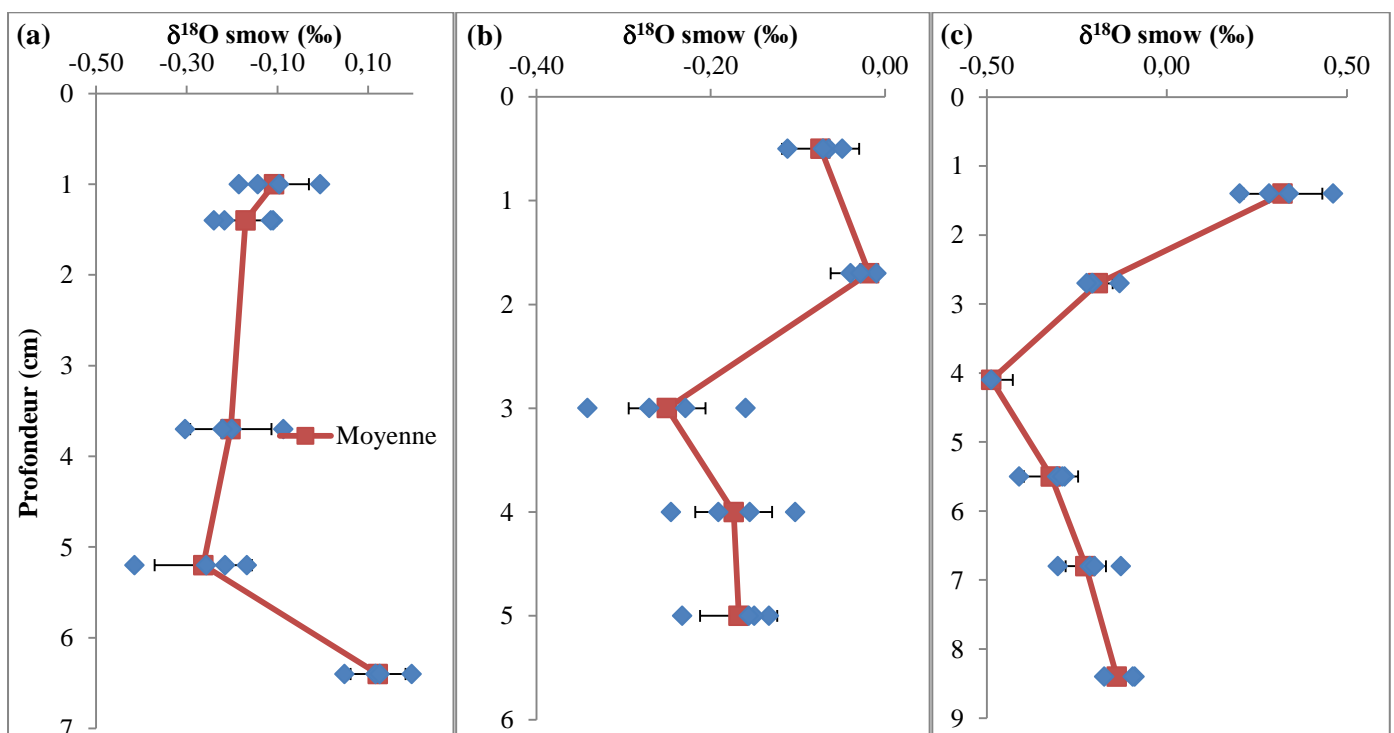 (a)
δ¹⁸O smow (‰)
-0,50 -0,30 -0,10 0,10
0
1
2
3
4
5
6
7
Profondeur (cm)
Moyenne
(b)
δ¹⁸O smow (‰)
-0,40 -0,20 0,00
0
1
2
3
4
5
6
(c)
δ¹⁸O smow (‰)
-0,50 0,00 0,50
0
1
2
3
4
5
6
7
8
9